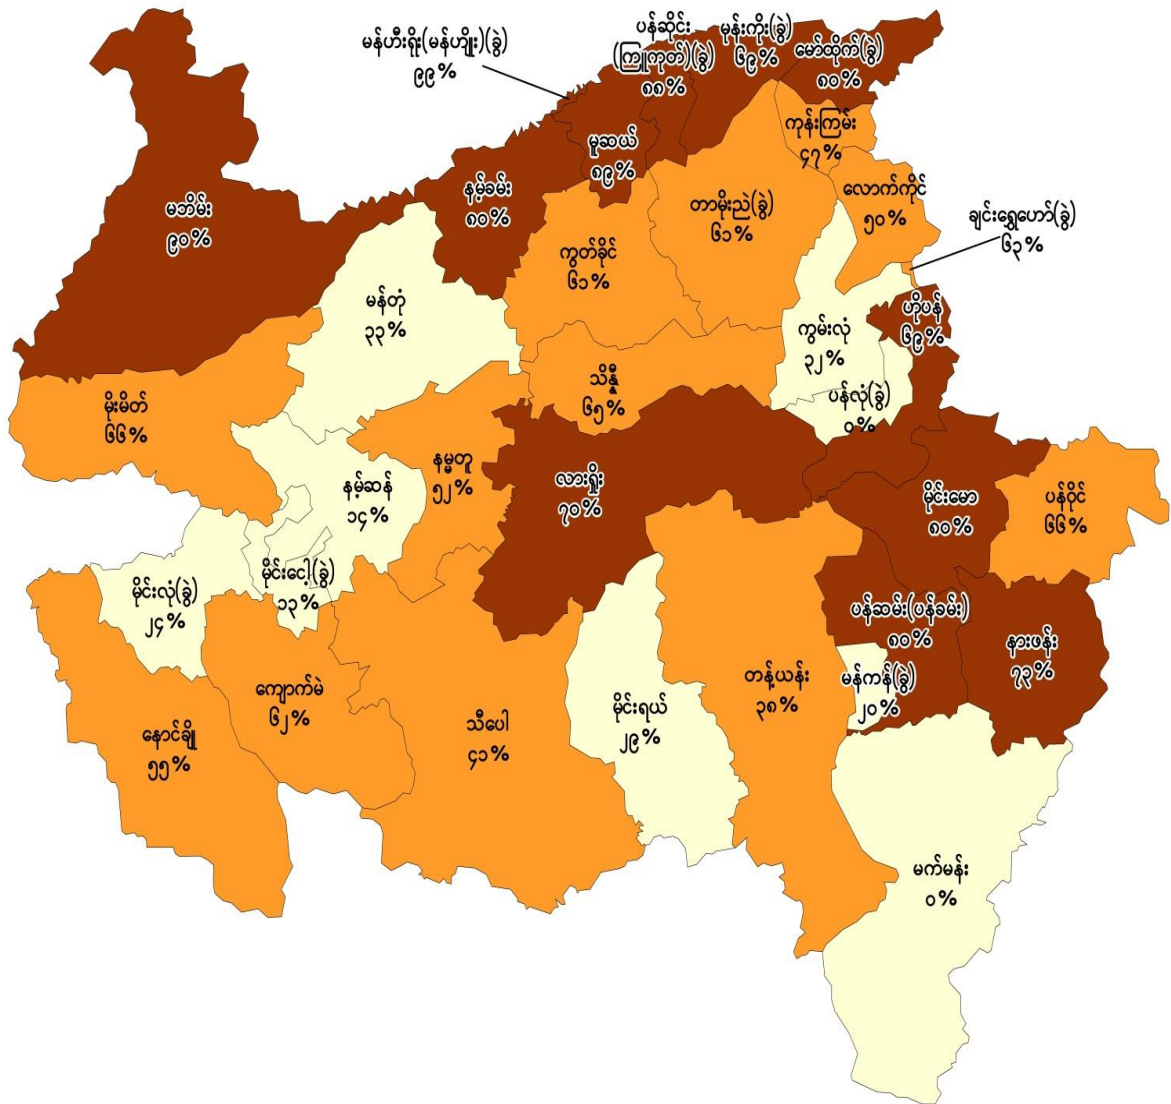 မန်ဟီးရိုး(မန်ဟျိုး)(ခွဲ)
၉၉%
ပန်ဆိုင်း
(ကြူကုတ်)(ခွဲ)
၈၈%
မုန်းကိုး(ခွဲ)
၆၉%
မော်ထိုက်(ခွဲ)
၈၀%
ကုန်းကြမ်း
၄၇%
မူဆယ်
၈၉%
နမ့်ခမ်း
၈၀%
လောက်ကိုင်
၅၀%
ချင်းရွှေဟော်(ခွဲ)
၆၃%
မဘိမ်း
၉၀%
တာမိုးညဲ(ခွဲ)
၆၁%
ကွတ်ခိုင်
၆၁%
မန်တုံ
၃၃%
ဟိုပန်
၆၉%
ကွမ်းလုံ
၃၂%
ပန်လုံ(ခွဲ)
၀%
သိန္နီ
၆၅%
မိုးမိတ်
၆၆%
နမ္မတူ
၅၂%
နမ့်ဆန်
၁၄%
လားရှိုး
၇၀%
မိုင်းမော
၈၀%
ပန်ဝိုင်
၆၆%
မိုင်းငေါ့(ခွဲ)
၁၃%
မိုင်းလုံ(ခွဲ)
၂၄%
ပန်ဆမ်း(ပန်ခမ်း)
၈၀%
နားဖန်း
၇၃%
မန်ကန်(ခွဲ)
၂၀%
တန့်ယန်း
၃၈%
ကျောက်မဲ
၆၂%
မိုင်းရယ်
၂၉%
သီပေါ
၄၁%
နောင်ချို
၅၅%
မက်မန်း
၀%